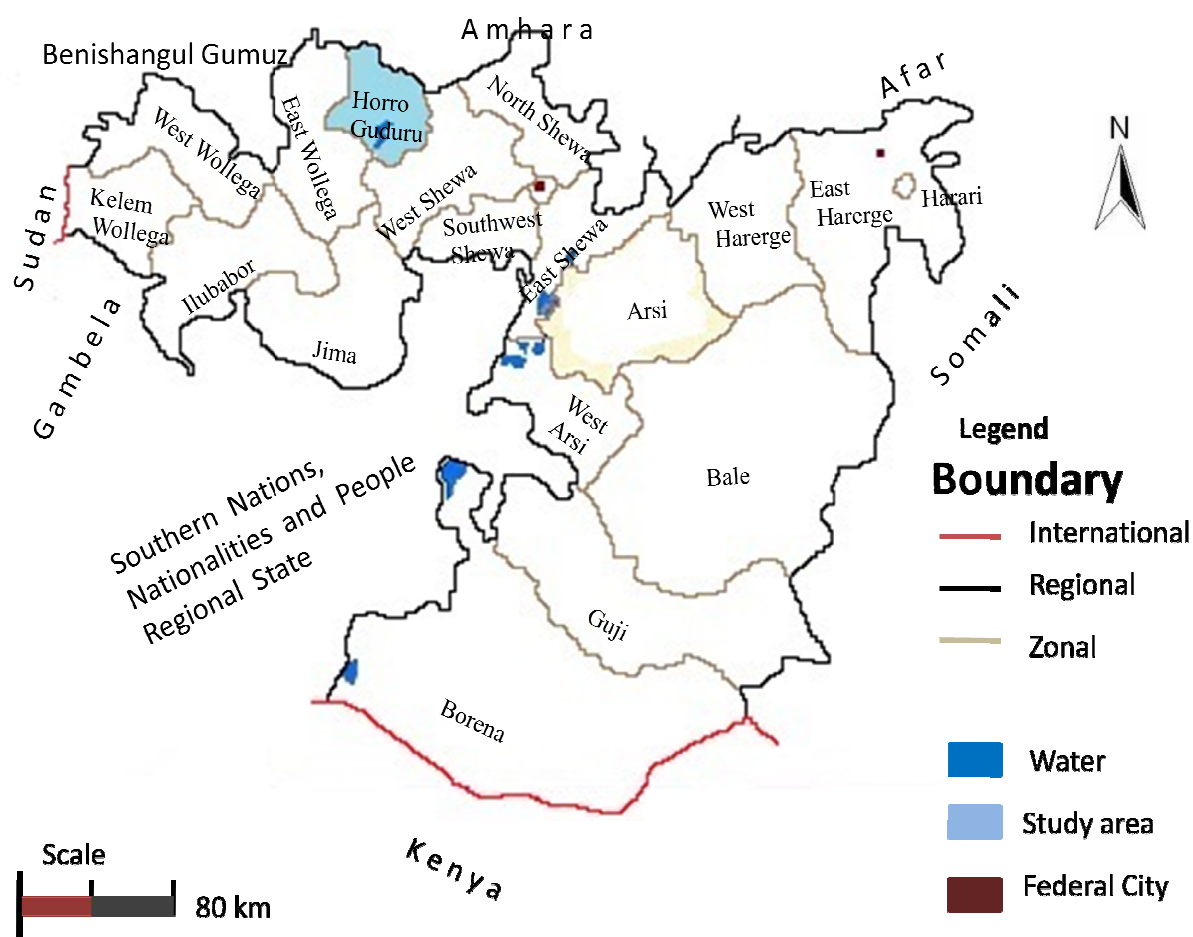 Amhara
Benishangul Gumuz
Afar
Horro
Guduru
North Shewa
East Wollega
West Wollega
N
Kelem
Wollega
West Shewa
Southwest
Shewa
East Shewa
West
Harerge
East
Harerge
Harari
Sudan
Ilubabor
Arsi
Jima
Gambela
Somali
West
Arsi
Bale
Southern Nations,
Nationalities and People
Regional State
Guji
Borena
Kenya
Legend
Boundary
International
Regional
Zonal
Water
Study area
Federal City
Scale
80 km